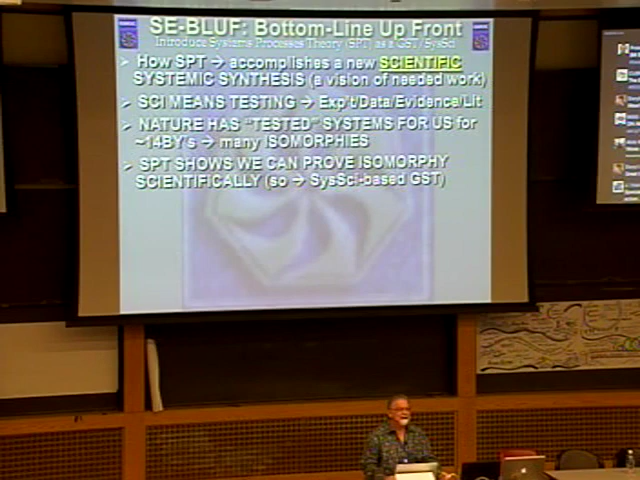 SE-BLUF: Bottom-Line Up Front
Introduce Systems Processes Theory (SPT) as a GST/SysSci
How SPT → accomplishes a new SCIENTIFIC
SYSTEMIC SYNTHESIS (a vision of needed work)
SCI MEANS TESTING → Exp't/Data/Evidence/Lit
NATURE HAS "TESTED" SYSTEMS FOR US for
~14BY's → many ISOMORPHIES
SPT SHOWS WE CAN PROVE ISOMORPHY
SCIENTIFICALLY (so → SysSci-based GST)